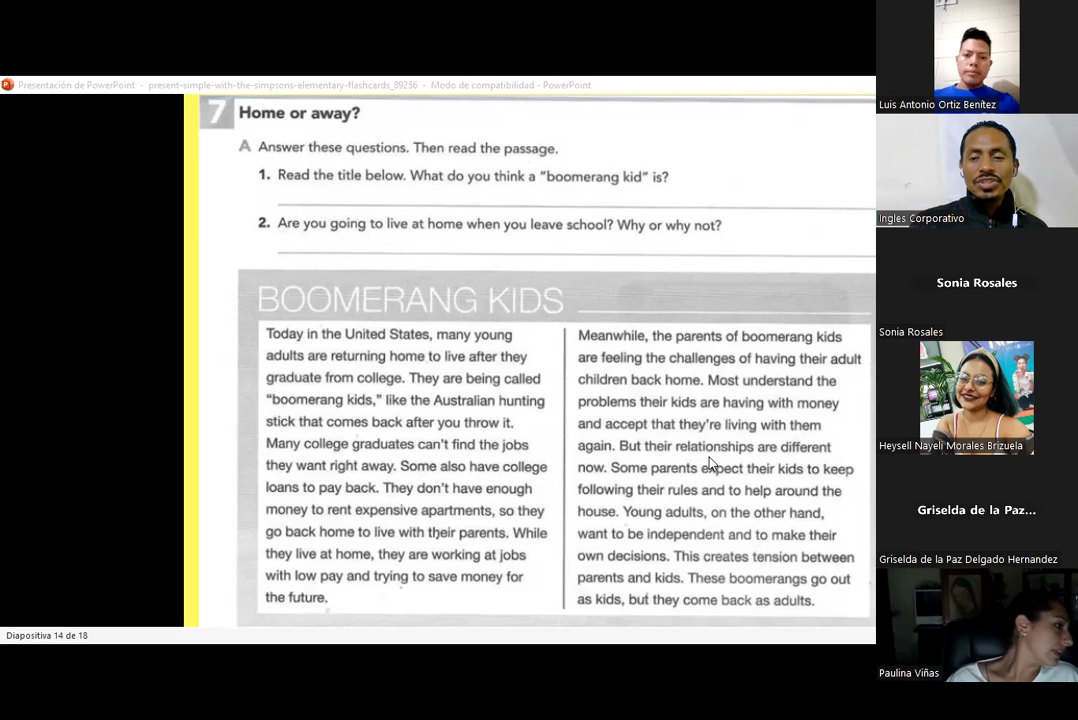 Presentación de PowerPoint - present-simple-with-the-simpsons-elementary-flashcards_89256 - Modo de compatibilidad - PowerPoint
7 Home or away?
A Answer these questions. Then read the passage.
1. Read the title below. What do you think a “boomerang kid” is?
2. Are you going to live at home when you leave school? Why or why not?
BOOMERANG KIDS
Today in the United States, many young
adults are returning home to live after they
graduate from college. They are being called
“boomerang kids,” like the Australian hunting
stick that comes back after you throw it.
Many college graduates can’t find the jobs
they want right away. Some also have college
loans to pay back. They don’t have enough
money to rent expensive apartments, so they
go back home to live with their parents. While
they live at home, they are working at jobs
with low pay and trying to save money for
the future.
Meanwhile, the parents of boomerang kids
are feeling the challenges of having their adult
children back home. Most understand the
problems their kids are having with money
and accept that they’re living with them
again. But their relationships are different
now. Some parents expect their kids to keep
following their rules and to help around the
house. Young adults, on the other hand,
want to be independent and to make their
own decisions. This creates tension between
parents and kids. These boomerangs go out
as kids, but they come back as adults.
Diapositiva 14 de 18
Luis Antonio Ortiz Benítez
Ingles Corporativo
Sonia Rosales
Sonia Rosales
Heysell Nayeli Morales Brizuela
Griselda de la Paz...
Griselda de la Paz Delgado Hernandez
Paulina Viñas